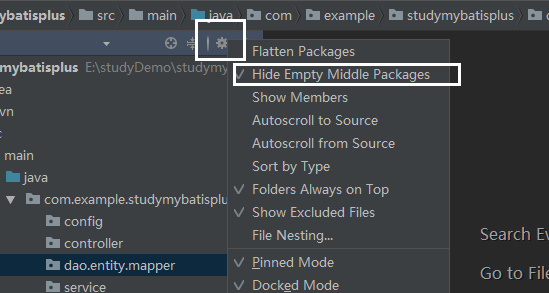 mybatisplus src main java com example studymybatisplus
mybatisplus E:\studyDemo\studymy
ea
vn
main
java
com.example.studymybatisplu
config
controller
dao.entity.mapper
service
Flatten Packages
Hide Empty Middle Packages
Show Members
Autoscroll to Source
Autoscroll from Source
Sort by Type
Folders Always on Top
Show Excluded Files
File Nesting...
Pinned Mode
Docked Mode
Search Ev
Go to File